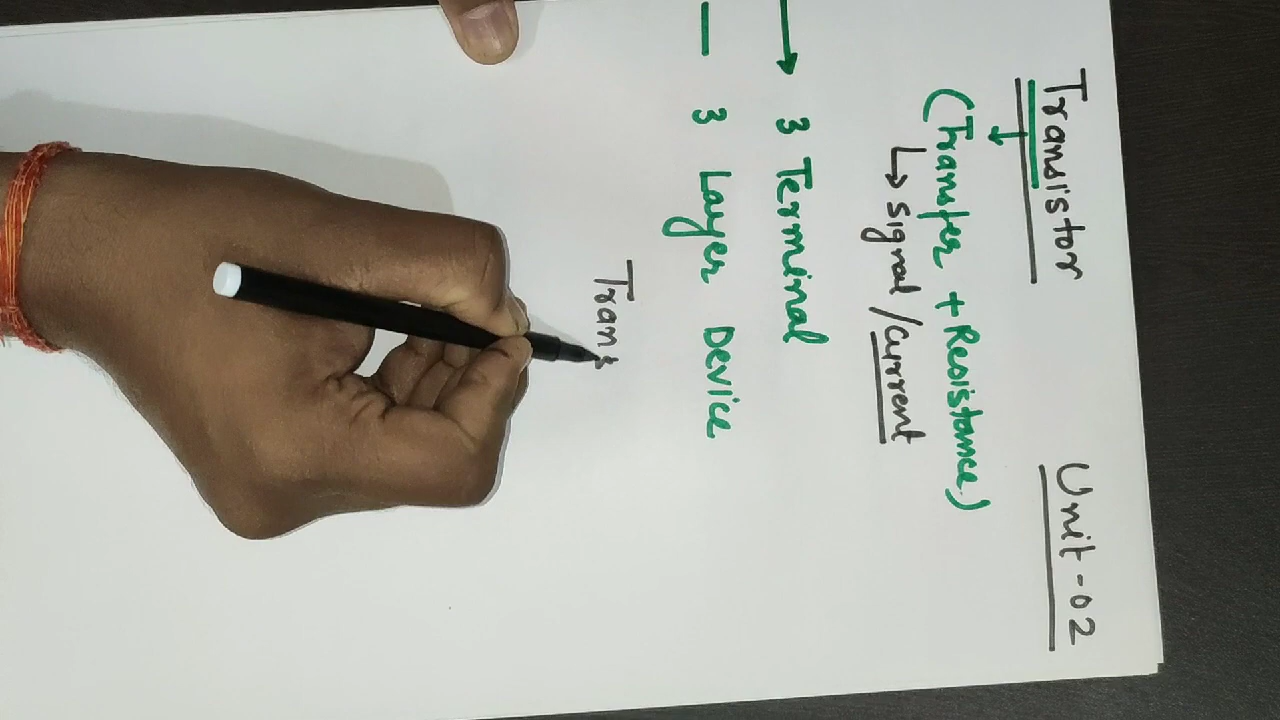 Unit-02
Transistor
(Transfer + Resistance)
↳ Signal / Current
→ 3 Terminal
— 3 Layer Device
Trans